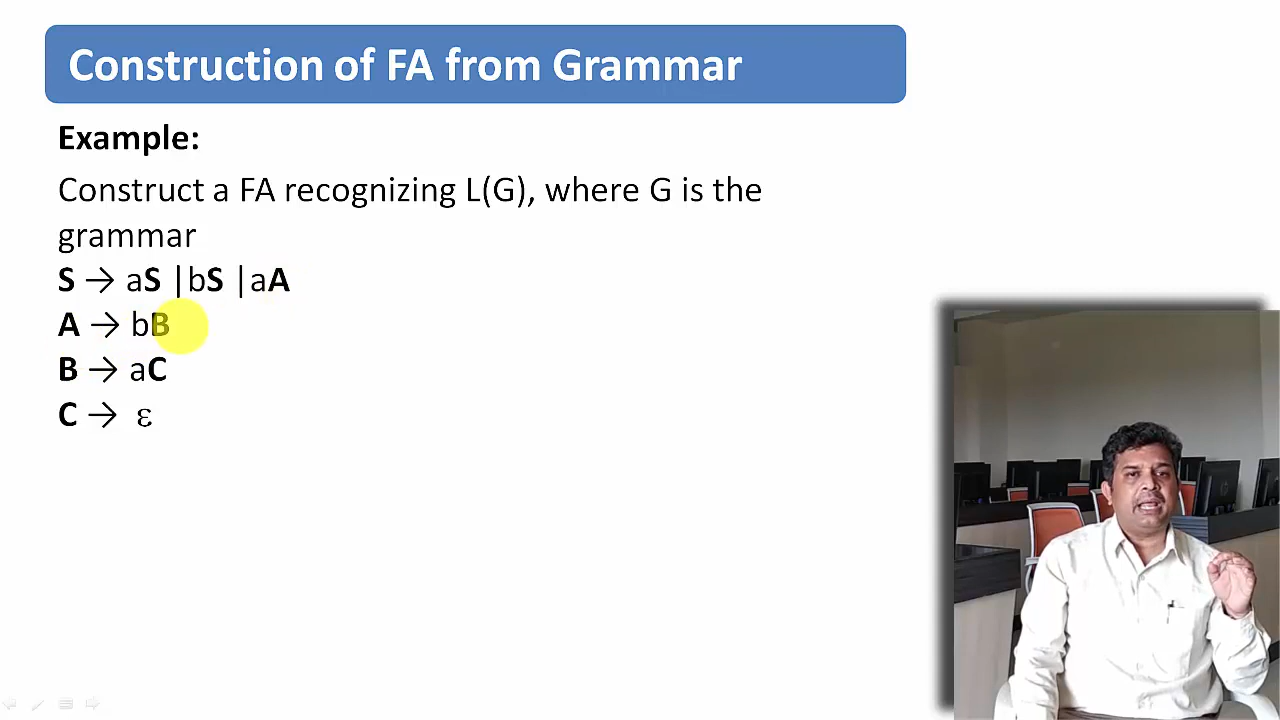 Construction of FA from Grammar
Example:
Construct a FA recognizing L(G), where G is the
grammar
S → aS |bS |aA
A → bB
B → aC
C → ε